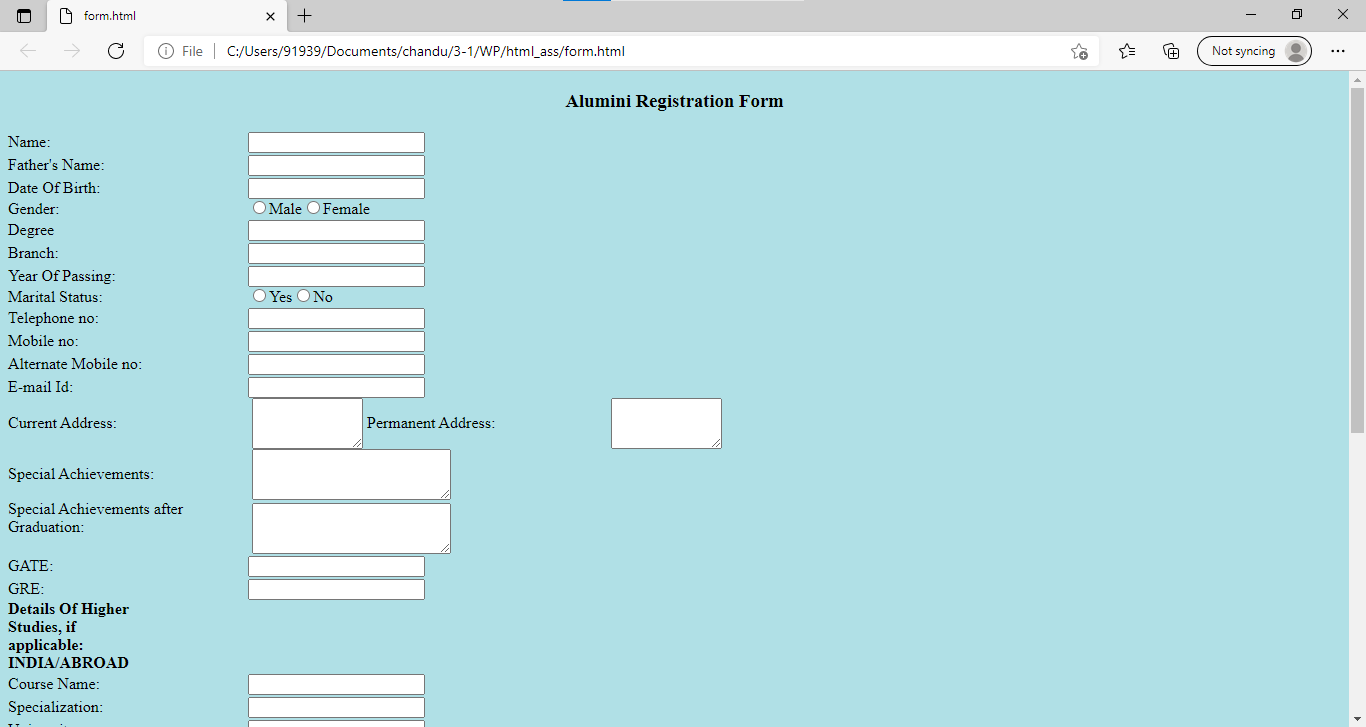 form.html
File
C:/Users/91939/Documents/chandu/3-1/WP/html_ass/form.html
Not syncing
Alumini Registration Form
Name:
Father's Name:
Date Of Birth:
Gender: Male Female
Degree
Branch:
Year Of Passing:
Marital Status: Yes No
Telephone no:
Mobile no:
Alternate Mobile no:
E-mail Id:
Current Address: Permanent Address:
Special Achievements:
Special Achievements after
Graduation:
GATE:
GRE:
Details Of Higher
Studies, if
applicable:
INDIA/ABROAD
Course Name:
Specialization: